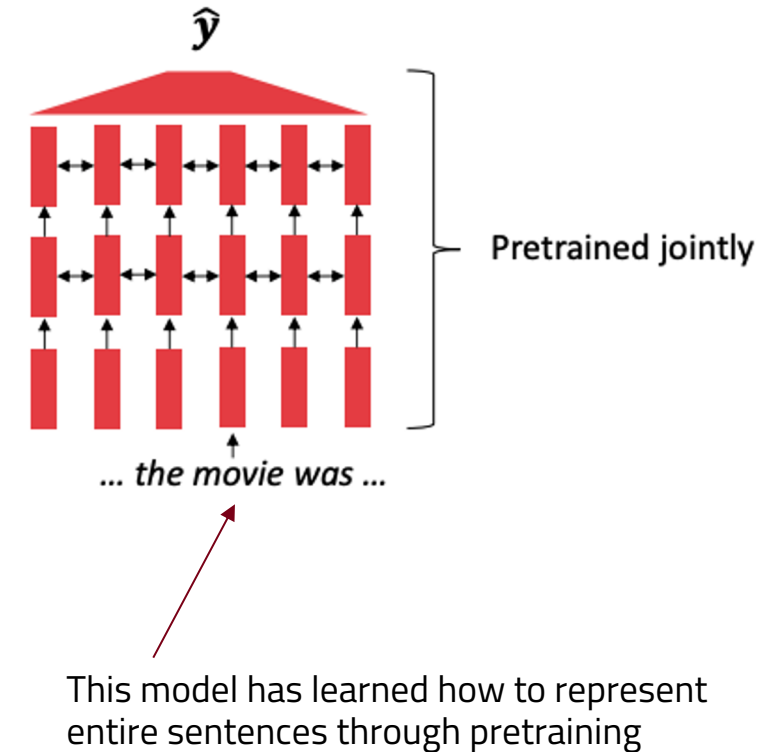 ŷ
Pretrained jointly
... the movie was ...
This model has learned how to represent
entire sentences through pretraining